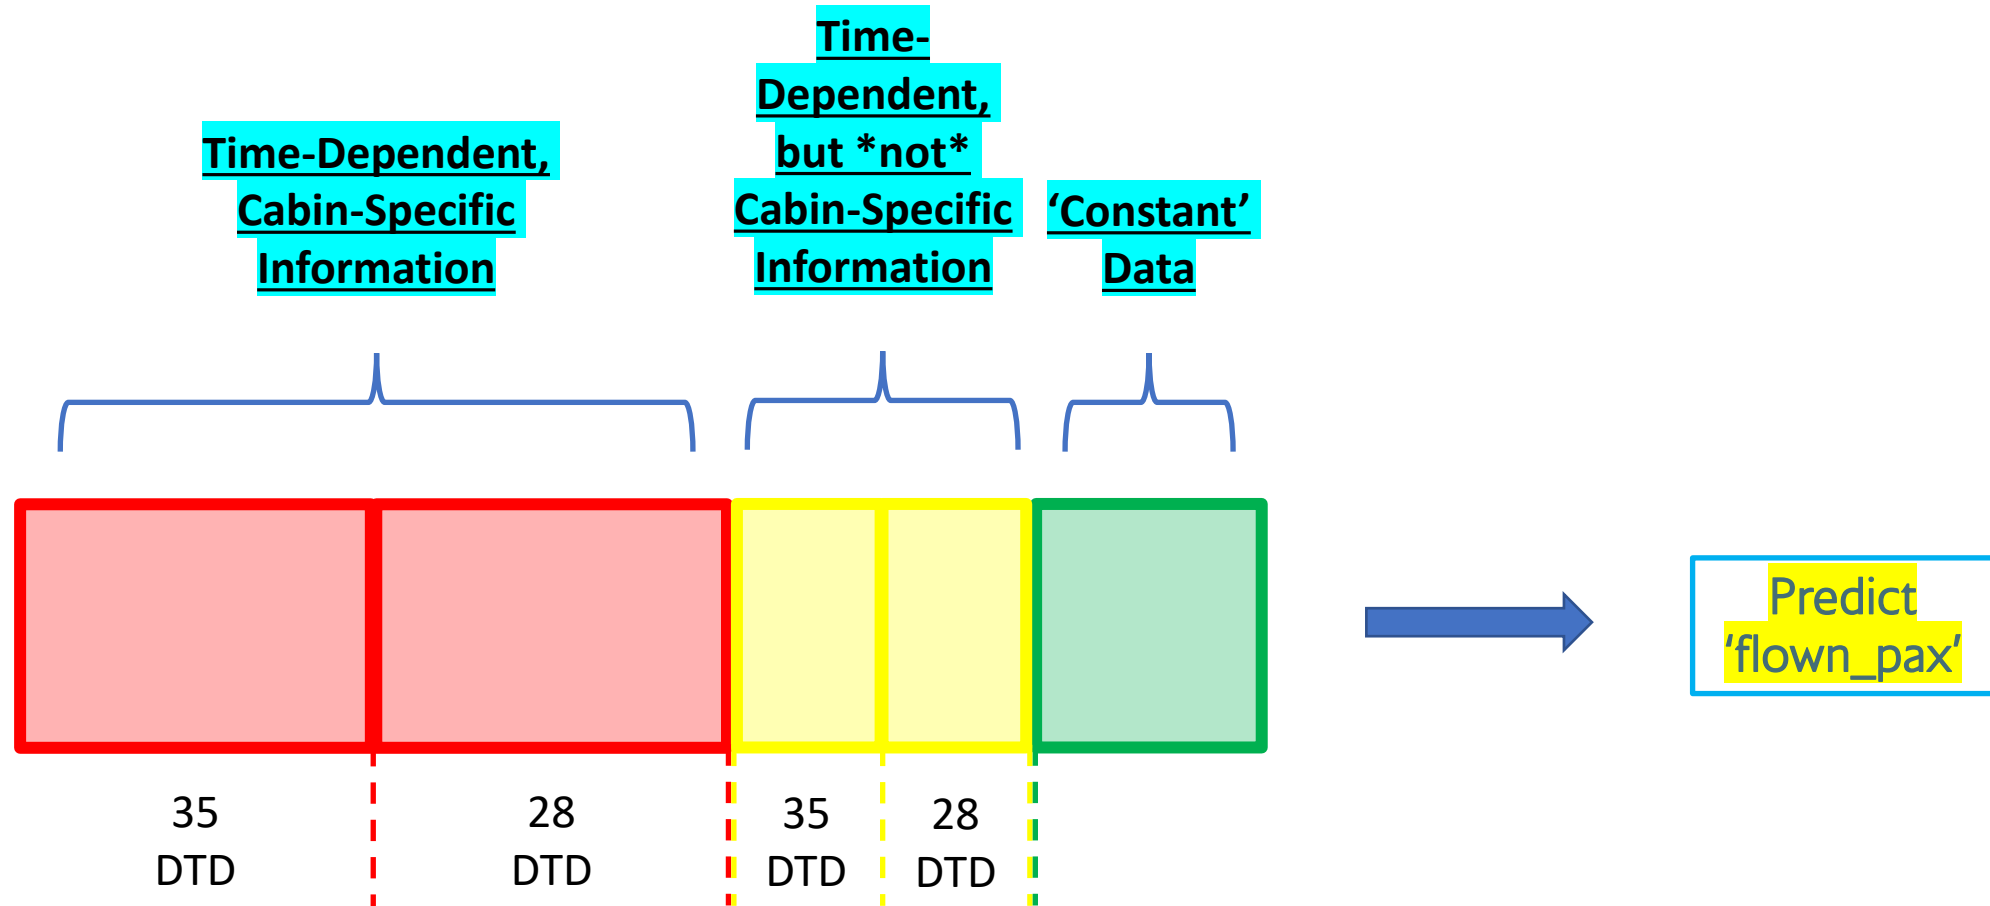 Time-Dependent,
Cabin-Specific
Information
Time-
Dependent,
but *not*
Cabin-Specific
Information
‘Constant’
Data
Predict
‘flown_pax’
35
DTD
28
DTD
35
DTD
28
DTD